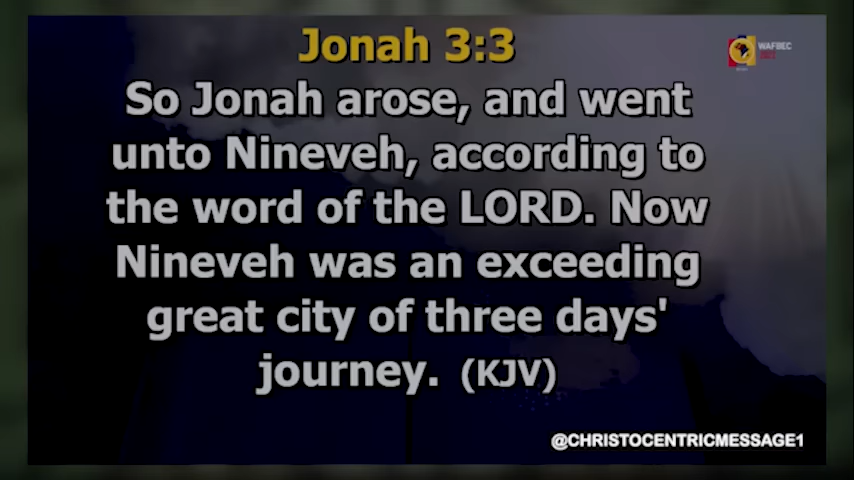 Jonah 3:3
WAFBEC
So Jonah arose, and went
unto Nineveh, according to
the word of the LORD. Now
Nineveh was an exceeding
great city of three days'
journey. (KJV)
@CHRISTOCENTRICMESSAGE1